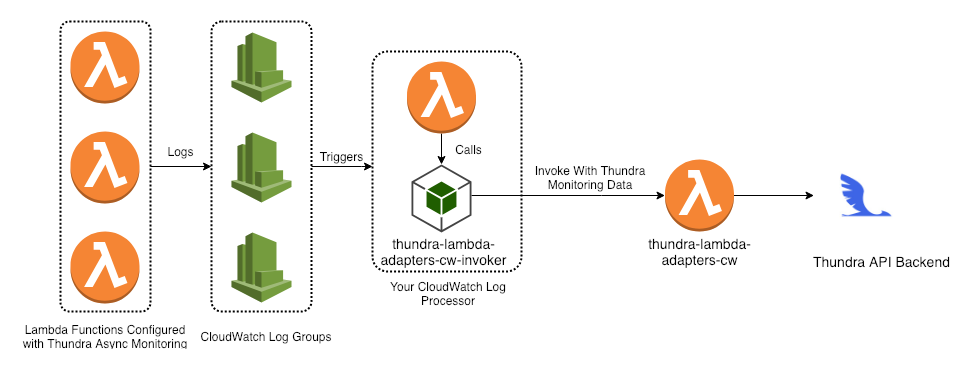 Logs
Triggers
Calls
Invoke With Thundra
Monitoring Data
thundra-lambda-
adapters-cw-invoker
thundra-lambda-
adapters-cw
Thundra API Backend
Your CloudWatch Log
Processor
Lambda Functions Configured
with Thundra Async Monitoring
CloudWatch Log Groups